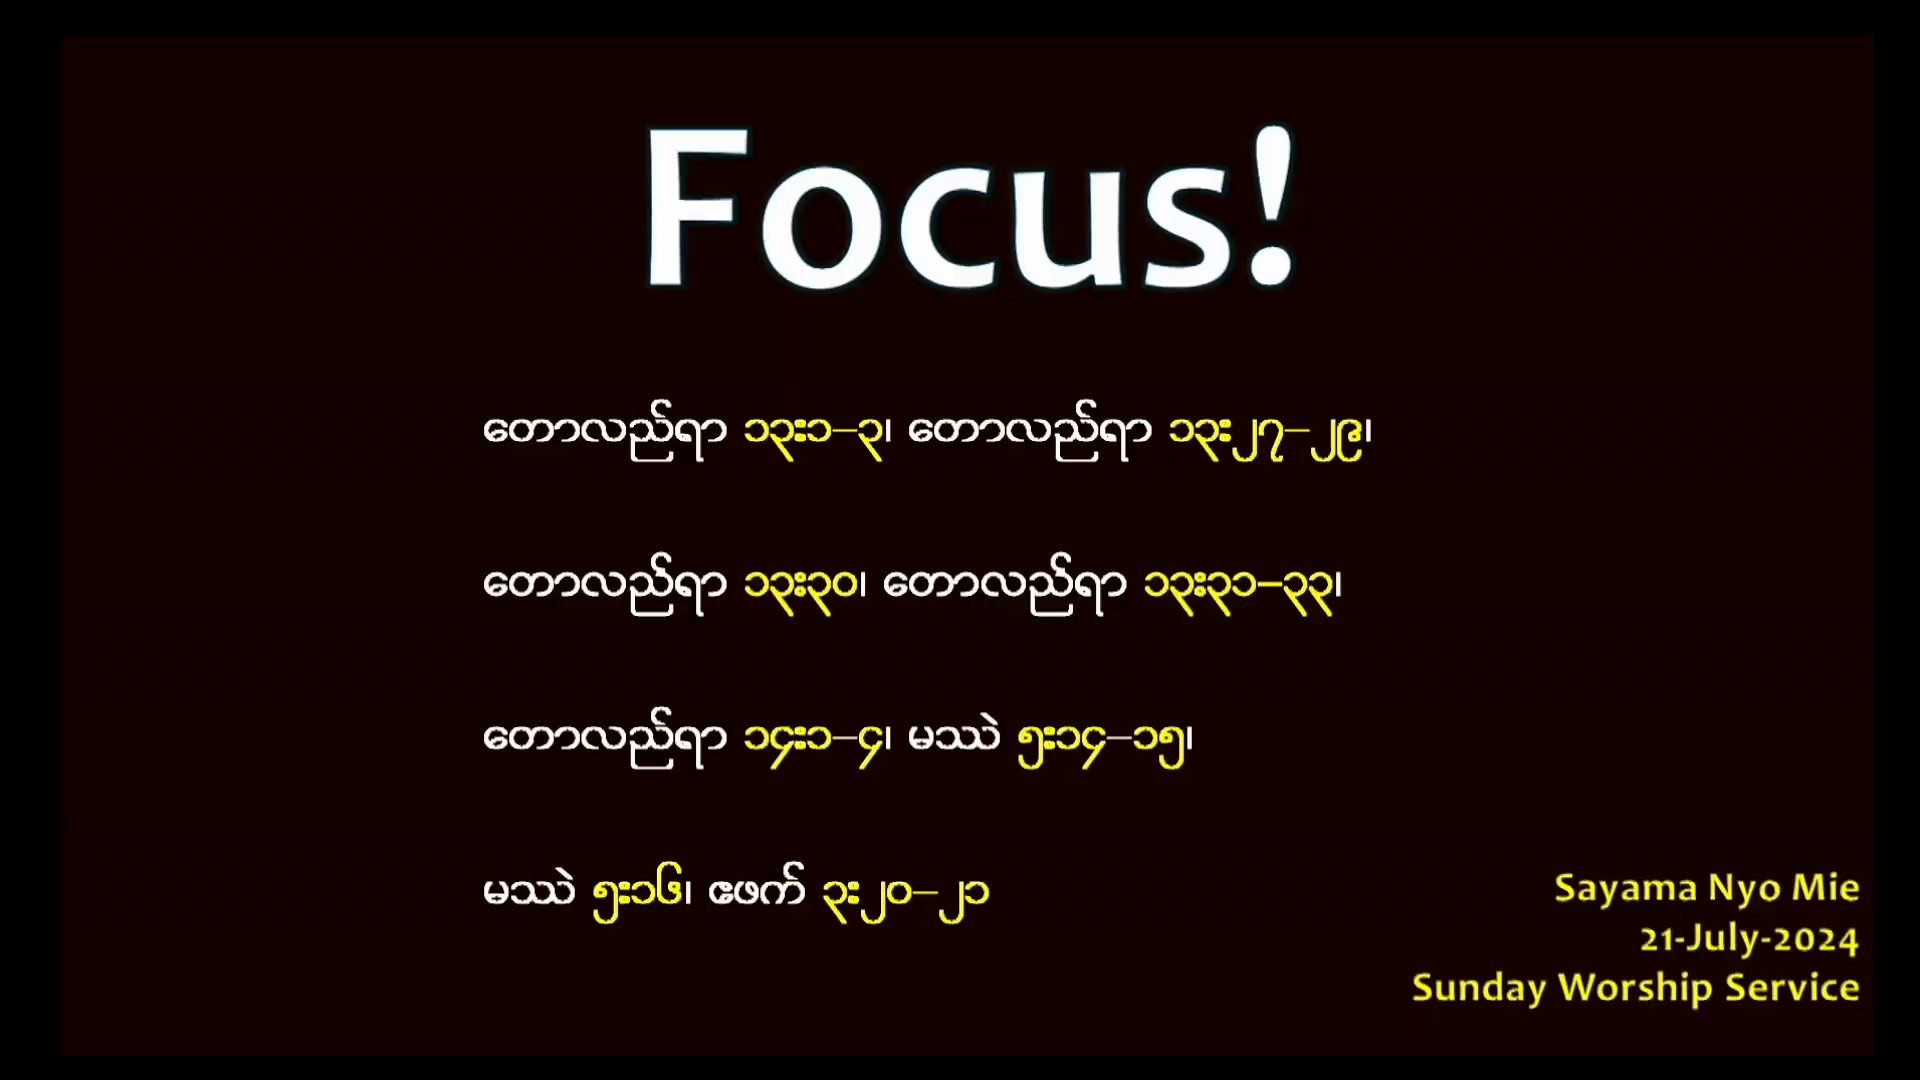 Focus!
တောလည်ရာ ၁၃း၁–၃၊ တောလည်ရာ ၁၃း၂၇–၂၉၊
တောလည်ရာ ၁၃း၃၀၊ တောလည်ရာ ၁၃း၃၁–၃၃၊
တောလည်ရာ ၁၄း၁–၄၊ မဿဲ ၅း၁၄–၁၅၊
မဿဲ ၅း၁၆၊ ဧဖက် ၃း၂၀–၂၁
Sayama Nyo Mie
21-July-2024
Sunday Worship Service